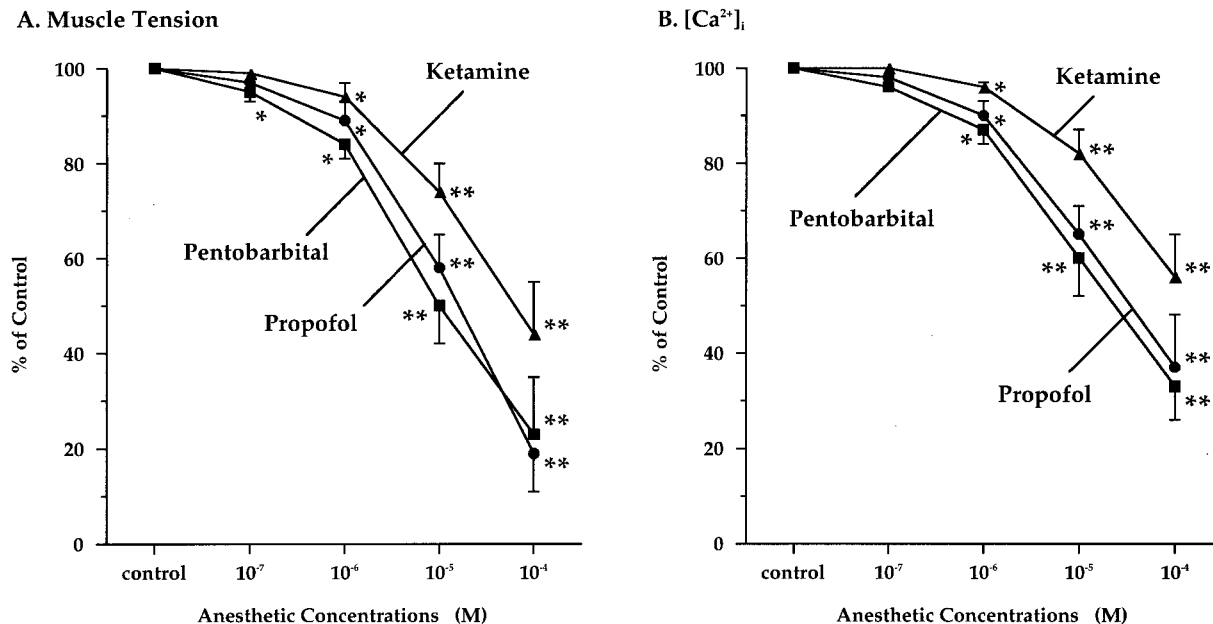 A. Muscle Tension
% of Control
100
80
60
40
20
0
Ketamine
Pentobarbital
Propofol
*
*
*
*
**
**
**
**
**
**
control
10⁻⁷
10⁻⁶
10⁻⁵
10⁻⁴
Anesthetic Concentrations (M)
B. [Ca²⁺]ᵢ
% of Control
100
80
60
40
20
0
Ketamine
Pentobarbital
Propofol
*
*
*
**
**
**
**
**
**
control
10⁻⁷
10⁻⁶
10⁻⁵
10⁻⁴
Anesthetic Concentrations (M)